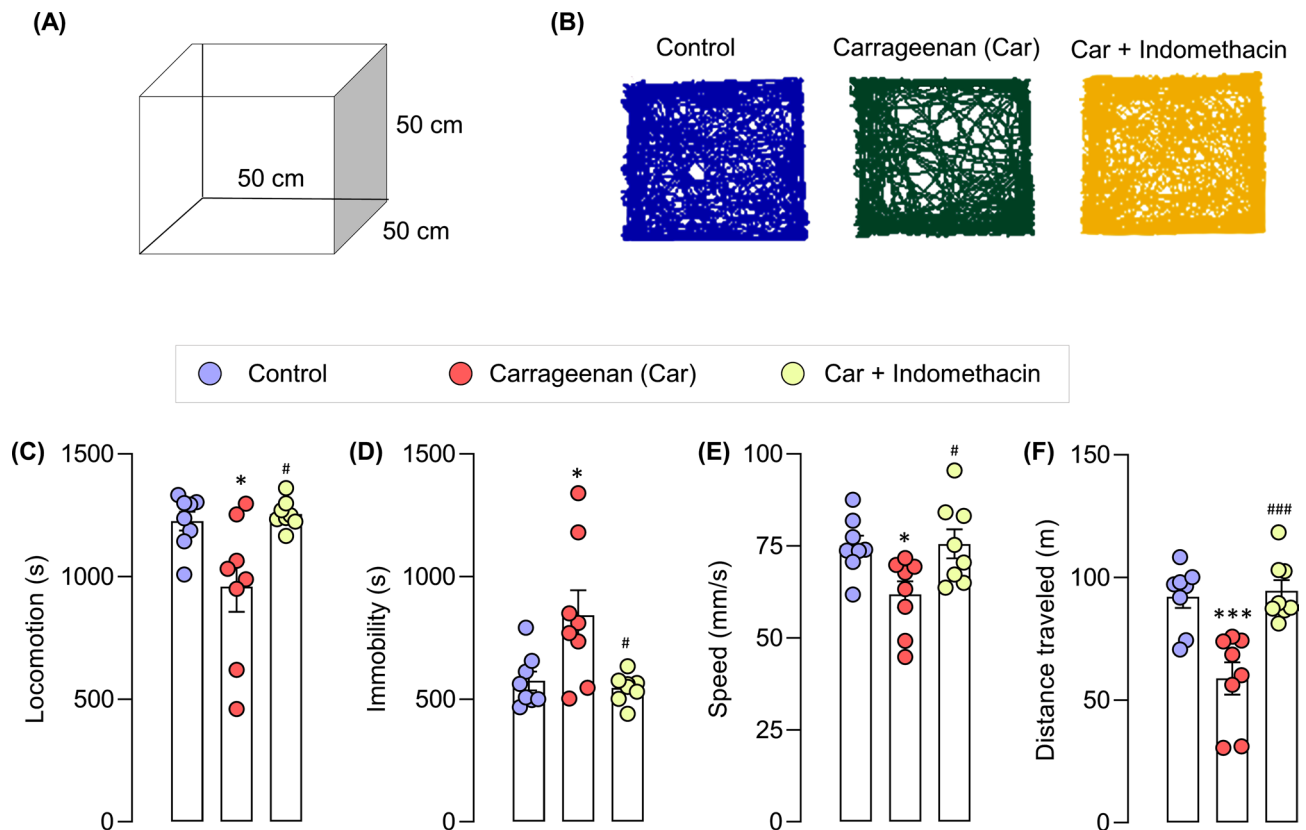 (A)
50 cm
50 cm
50 cm
(B)
Control
Carrageenan (Car)
Car + Indomethacin
Control
Carrageenan (Car)
Car + Indomethacin
(C)
Locomotion (s)
1500
1000
500
0
*
#
(D)
Immobility (s)
1500
1000
500
0
*
#
(E)
Speed (mm/s)
100
75
50
25
0
*
#
(F)
Distance traveled (m)
150
100
50
0
***
###